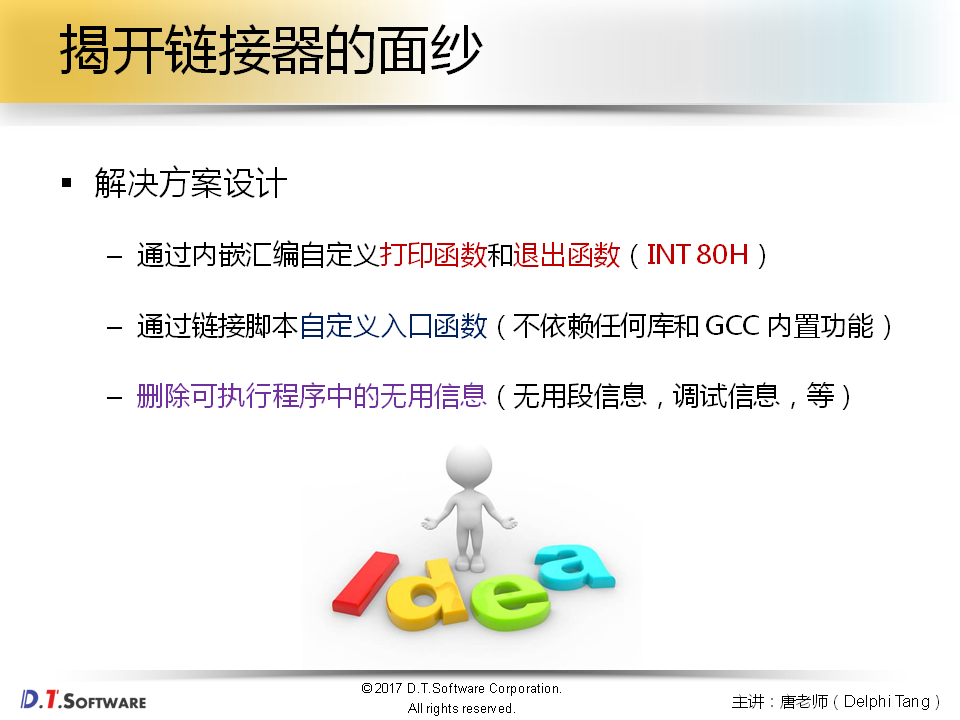 揭开链接器的面纱
▪ 解决方案设计
– 通过内嵌汇编自定义打印函数和退出函数（INT 80H）
– 通过链接脚本自定义入口函数（不依赖任何库和 GCC 内置功能）
– 删除可执行程序中的无用信息（无用段信息，调试信息，等）
Idea
D.T.SOFTWARE
©2017 D.T.Software Corporation.
All rights reserved.
主讲：唐老师（Delphi Tang）